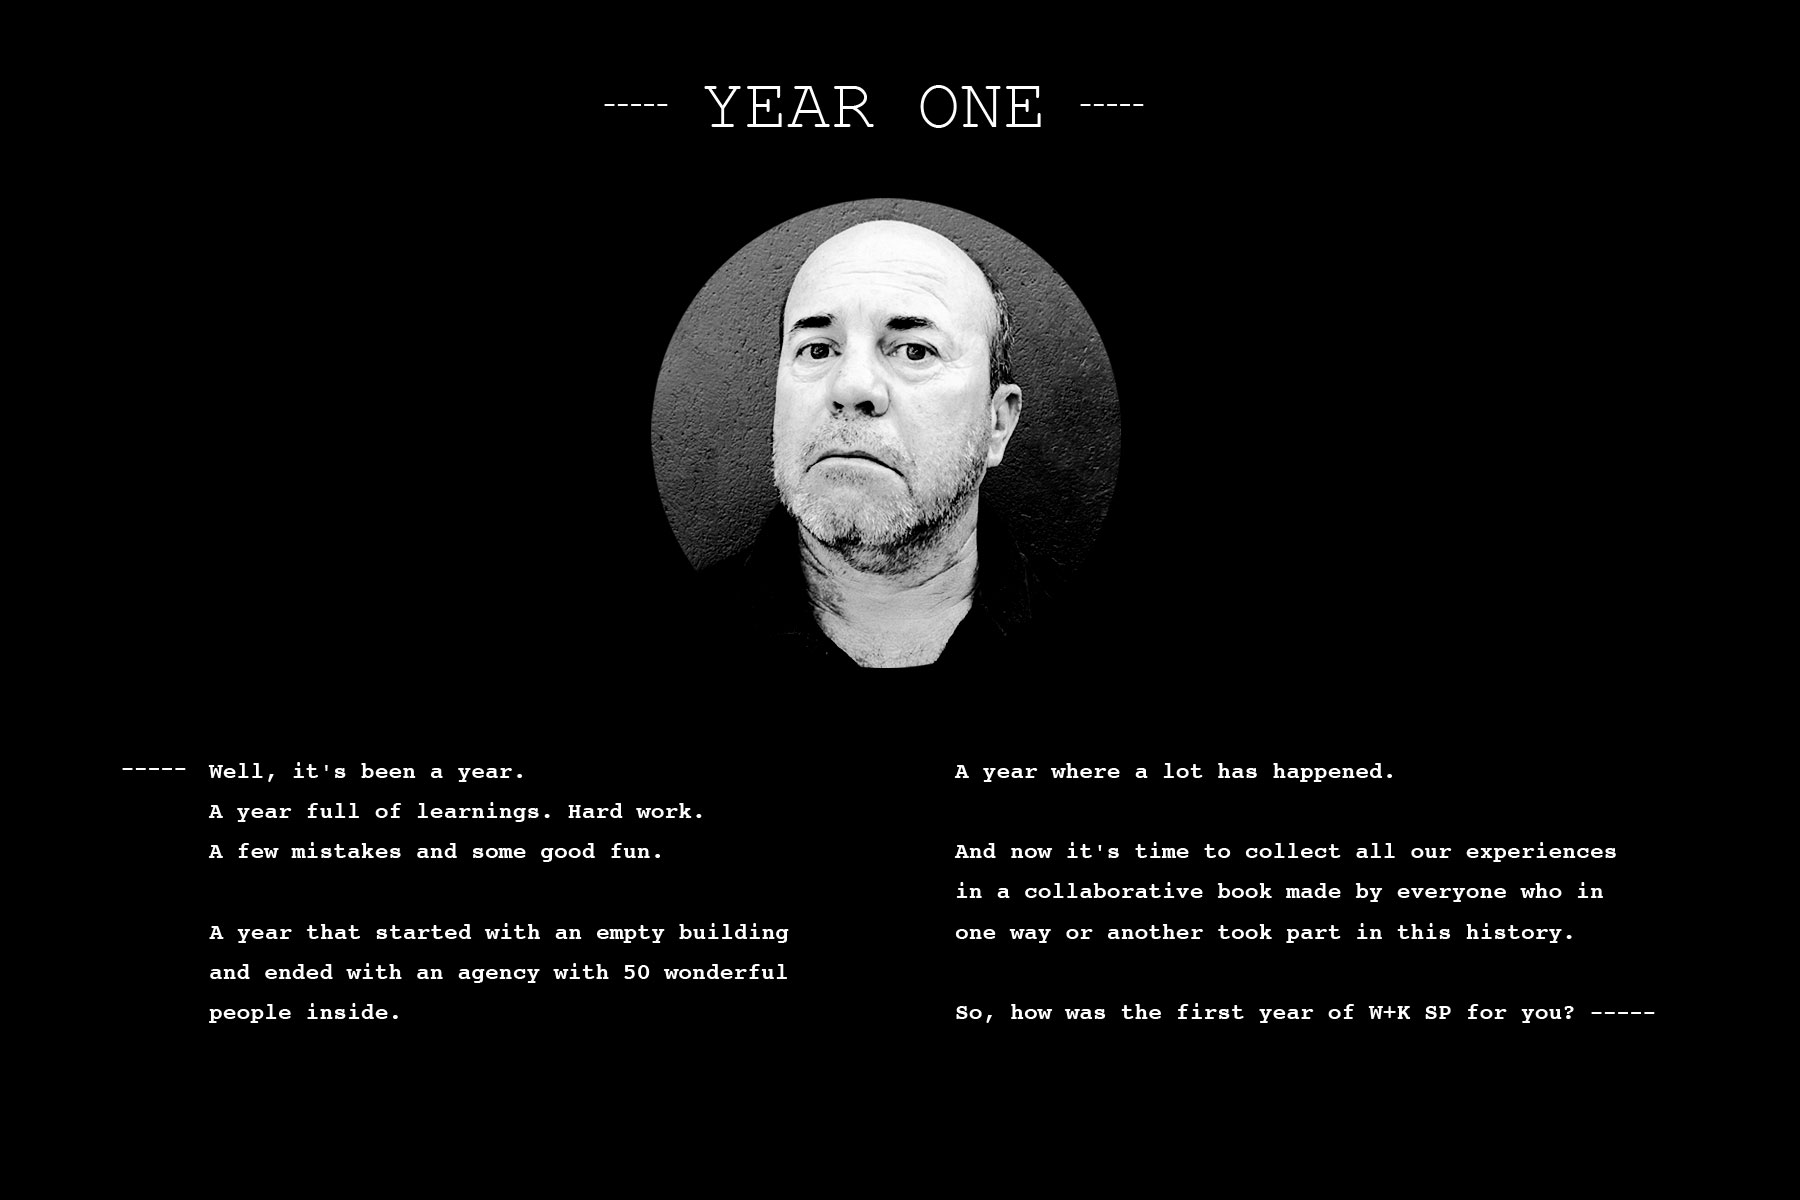 ----- YEAR ONE -----
----- Well, it's been a year.
A year full of learnings. Hard work.
A few mistakes and some good fun.
A year that started with an empty building
and ended with an agency with 50 wonderful
people inside.
A year where a lot has happened.
And now it's time to collect all our experiences
in a collaborative book made by everyone who in
one way or another took part in this history.
So, how was the first year of W+K SP for you? -----